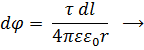 dφ = τ dl / 4πεε₀r ⟶